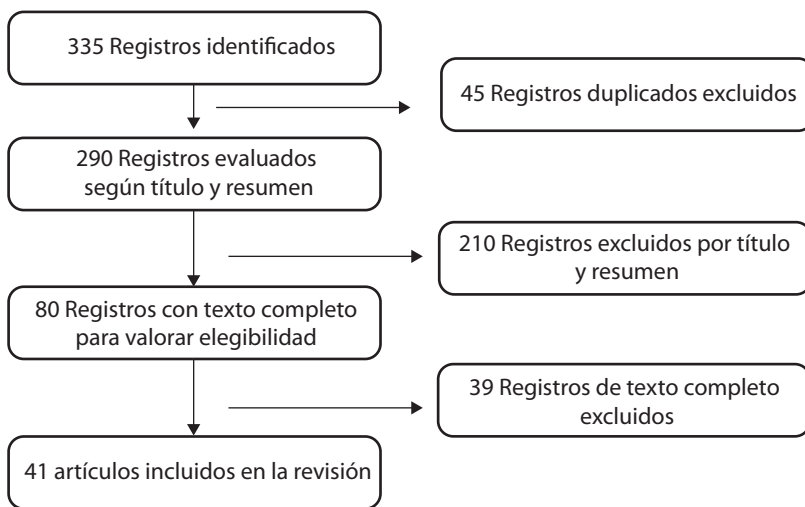 335 Registros identificados
45 Registros duplicados excluidos
290 Registros evaluados
según título y resumen
210 Registros excluidos por título
y resumen
80 Registros con texto completo
para valorar elegibilidad
39 Registros de texto completo
excluidos
41 artículos incluidos en la revisión